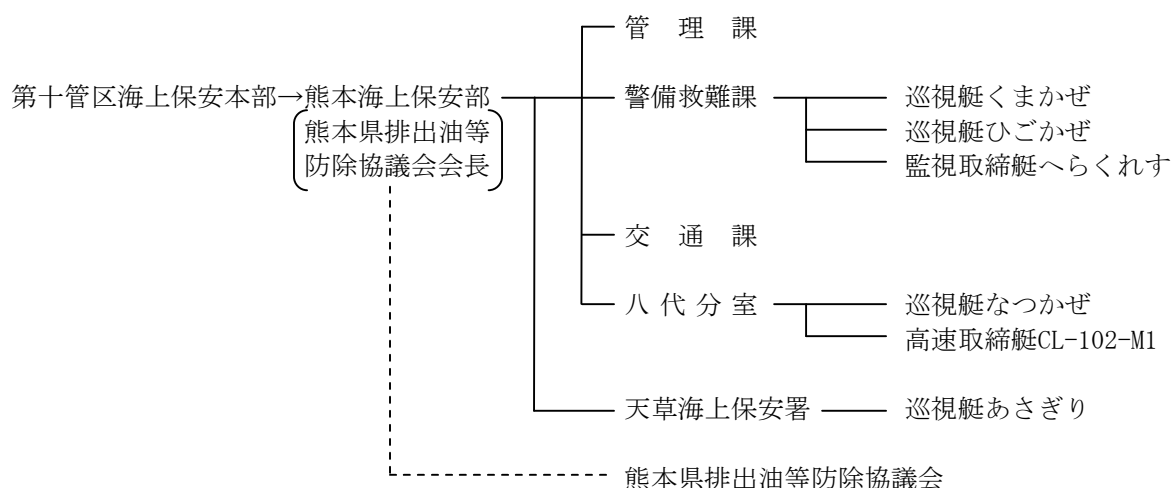 管　理　課
第十管区海上保安本部→熊本海上保安部
熊本県排出油等
防除協議会会長
警備救難課
巡視艇くまかぜ
巡視艇ひごかぜ
監視取締艇へらくれす
交　通　課
八 代 分 室
巡視艇なつかぜ
高速取締艇CL-102-M1
天草海上保安署
巡視艇あさぎり
熊本県排出油等防除協議会